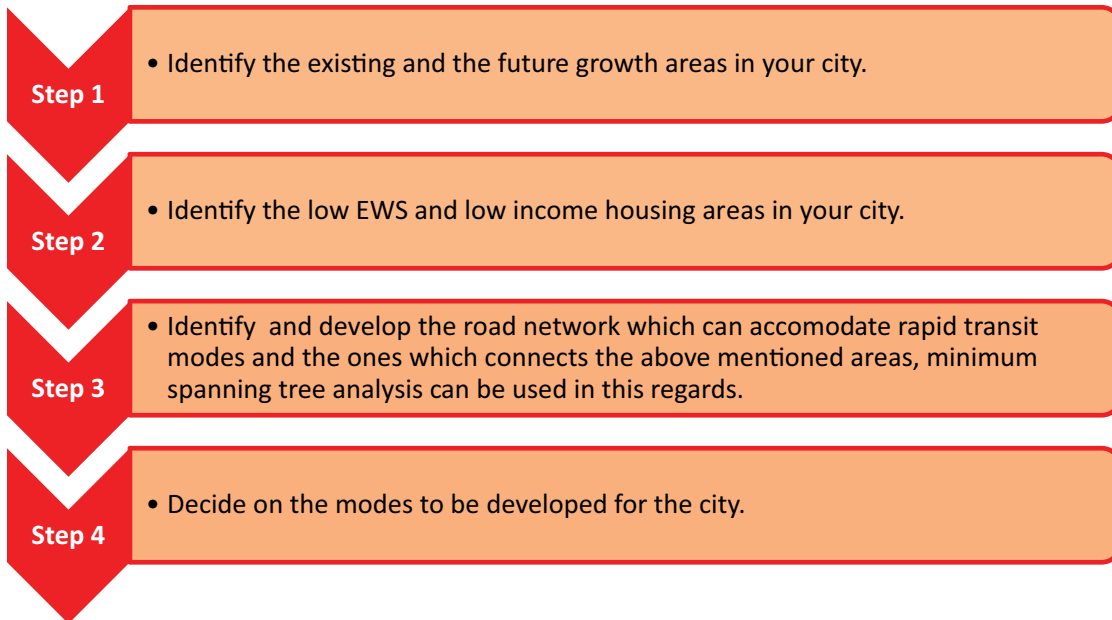 Step 1
• Identify the existing and the future growth areas in your city.
Step 2
• Identify the low EWS and low income housing areas in your city.
Step 3
• Identify  and develop the road network which can accomodate rapid transit
modes and the ones which connects the above mentioned areas, minimum
spanning tree analysis can be used in this regards.
Step 4
• Decide on the modes to be developed for the city.